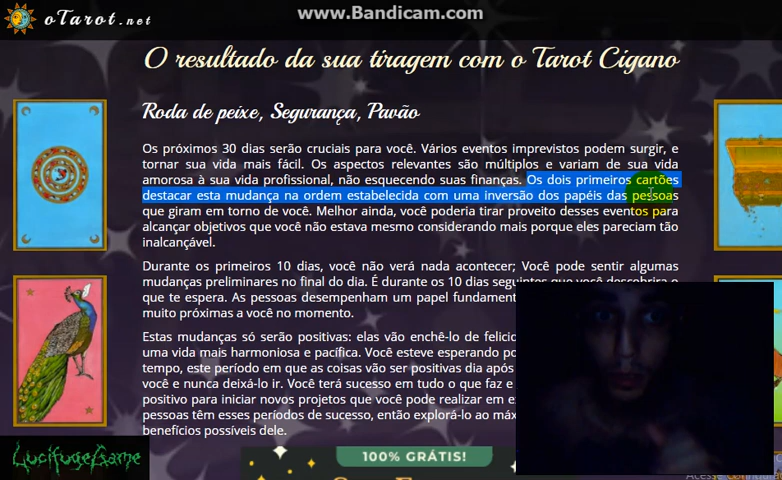 www.Bandicam.com
oTarot.net
O resultado da sua tiragem com o Tarot Cigano
Roda de peixe, Segurança, Pavão
Os próximos 30 dias serão cruciais para você. Vários eventos imprevistos podem surgir, e
tornar sua vida mais fácil. Os aspectos relevantes são múltiplos e variam de sua vida
amorosa à sua vida profissional, não esquecendo suas finanças. Os dois primeiros cartões
destacar esta mudança na ordem estabelecida com uma inversão dos papéis das pessoas
que giram em torno de você. Melhor ainda, você poderia tirar proveito desses eventos para
alcançar objetivos que você não estava mesmo considerando mais porque eles pareciam tão
inalcançável.
Durante os primeiros 10 dias, você não verá nada acontecer; Você pode sentir algumas
mudanças preliminares no final do dia. É durante os 10 dias seguintes que você descobrirá o
que te espera. As pessoas desempenham um papel fundament
muito próximas a você no momento.
Estas mudanças só serão positivas: elas vão enchê-lo de felicid
uma vida mais harmoniosa e pacífica. Você esteve esperando po
tempo, este período em que as coisas vão ser positivas dia após
você e nunca deixá-lo ir. Você terá sucesso em tudo o que faz e
positivo para iniciar novos projetos que você pode realizar em e
pessoas têm esses períodos de sucesso, então explorá-lo ao máx
benefícios possíveis dele.
LucifugeGame
100% GRÁTIS!